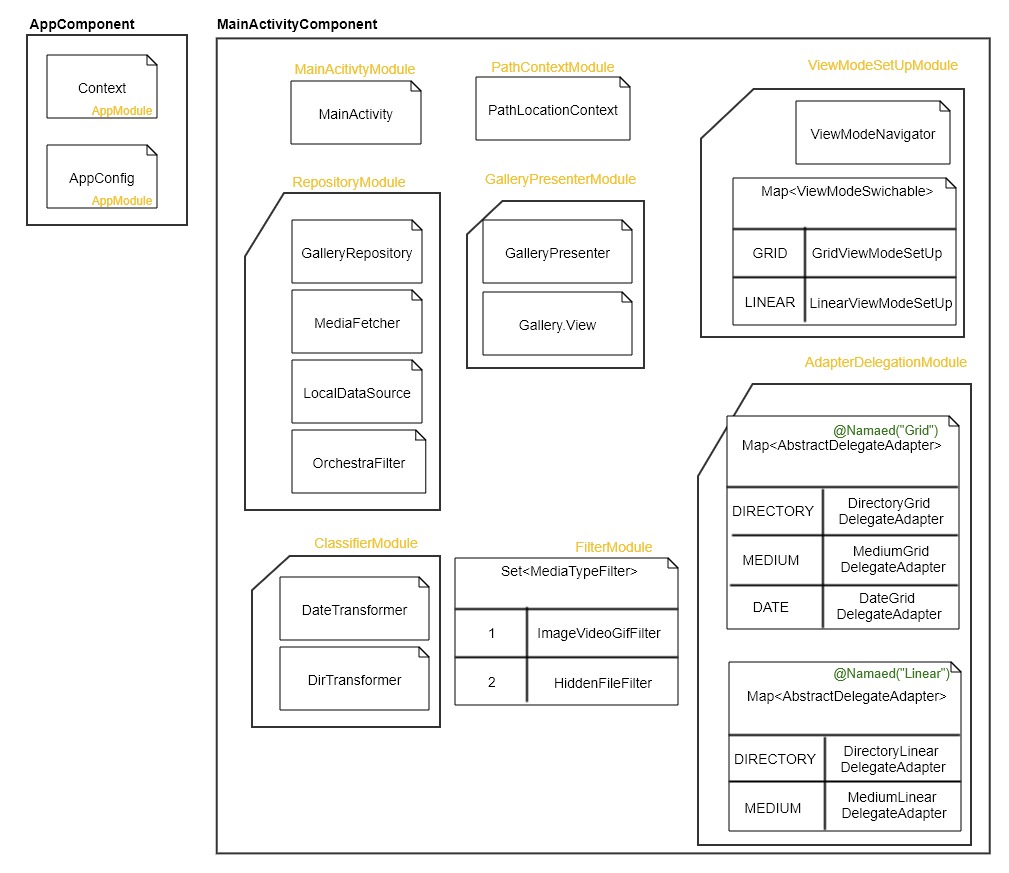 AppComponent
Context
AppModule
AppConfig
AppModule
MainActivityComponent
MainAcitivtyModule
MainActivity
PathContextModule
PathLocationContext
ViewModeSetUpModule
ViewModeNavigator
Map<ViewModeSwichable>
GRID
GridViewModeSetUp
LINEAR
LinearViewModeSetUp
RepositoryModule
GalleryRepository
MediaFetcher
LocalDataSource
OrchestraFilter
GalleryPresenterModule
GalleryPresenter
Gallery.View
AdapterDelegationModule
@Namaed("Grid")
Map<AbstractDelegateAdapter>
DIRECTORY
DirectoryGrid
DelegateAdapter
MEDIUM
MediumGrid
DelegateAdapter
DATE
DateGrid
DelegateAdapter
@Namaed("Linear")
Map<AbstractDelegateAdapter>
DIRECTORY
DirectoryLinear
DelegateAdapter
MEDIUM
MediumLinear
DelegateAdapter
ClassifierModule
DateTransformer
DirTransformer
FilterModule
Set<MediaTypeFilter>
1
ImageVideoGifFilter
2
HiddenFileFilter